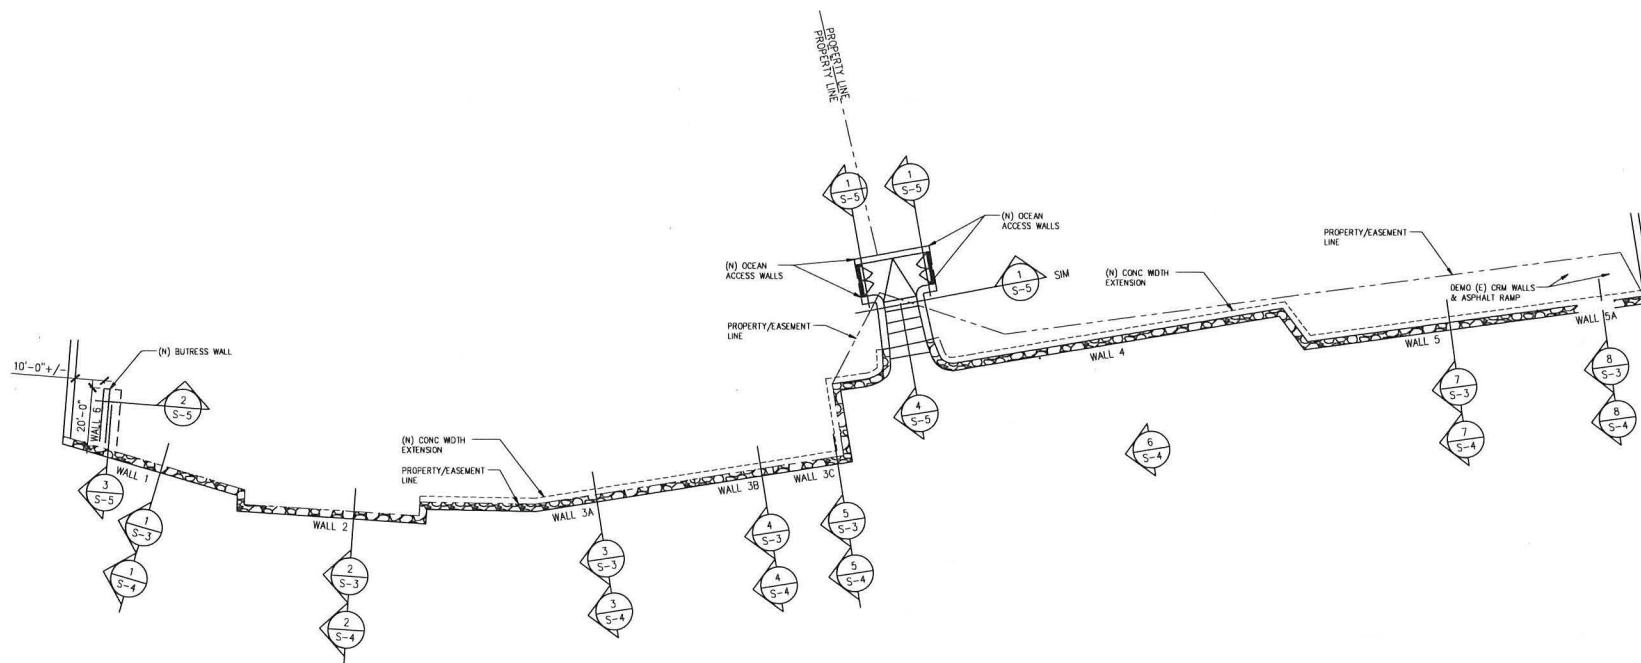 PROPERTY LINE
PROPERTY LINE
1
S-5
1
S-5
(N) OCEAN
ACCESS WALLS
(N) OCEAN
ACCESS WALLS
1
S-5
SIM
PROPERTY/EASEMENT
LINE
(N) CONC WIDTH
EXTENSION
DEMO (E) CRM WALLS
& ASPHALT RAMP
PROPERTY/EASEMENT
LINE
WALL 5A
WALL 5
WALL 4
(N) BUTRESS WALL
10'-0"+/-
20'-0"
WALL 6
2
S-5
8
S-3
7
S-3
4
S-5
8
S-4
7
S-4
6
S-4
(N) CONC WIDTH
EXTENSION
PROPERTY/EASEMENT
LINE
WALL 1
WALL 2
WALL 3A
WALL 3B
WALL 3C
3
S-5
1
S-3
1
S-4
2
S-3
2
S-4
3
S-3
3
S-4
4
S-3
4
S-4
5
S-3
5
S-4